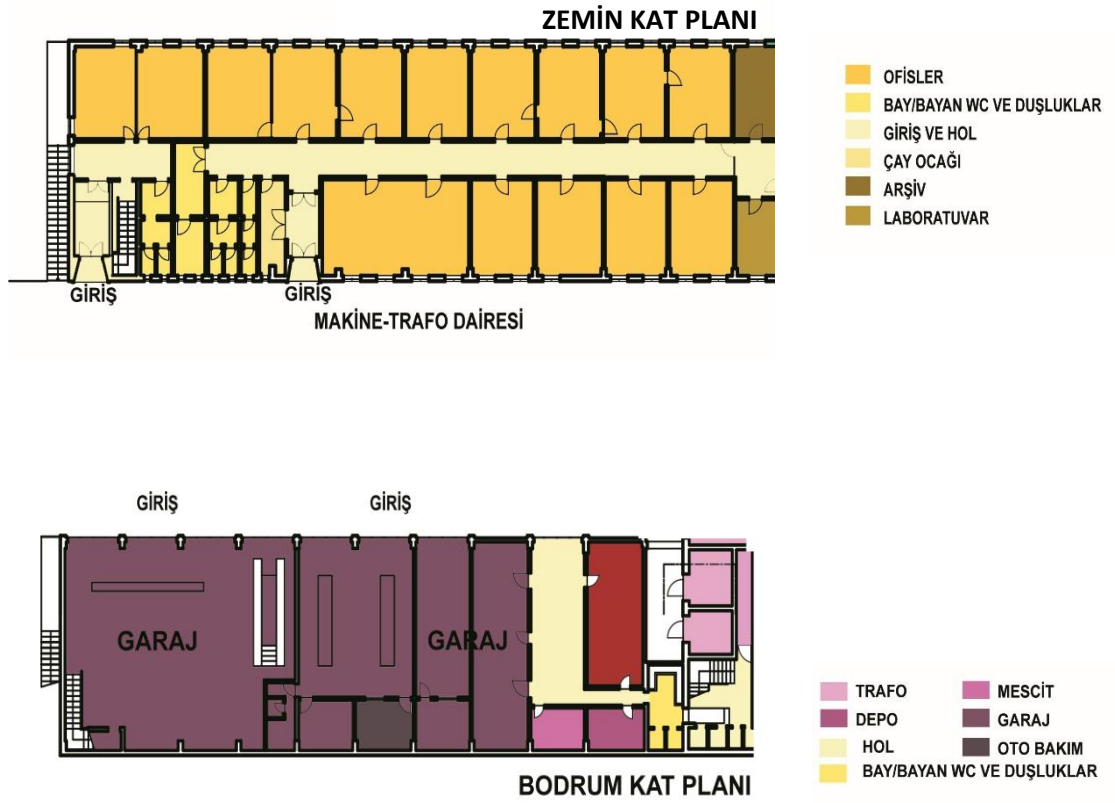 ZEMİN KAT PLANI
OFİSLER
BAY/BAYAN WC VE DUŞLUKLAR
GİRİŞ VE HOL
ÇAY OCAĞI
ARŞİV
LABORATUVAR
GİRİŞ
GİRİŞ
MAKİNE-TRAFO DAİRESİ
GİRİŞ
GİRİŞ
GARAJ
GARAJ
TRAFO
MESCİT
DEPO
GARAJ
HOL
OTO BAKIM
BAY/BAYAN WC VE DUŞLUKLAR
BODRUM KAT PLANI